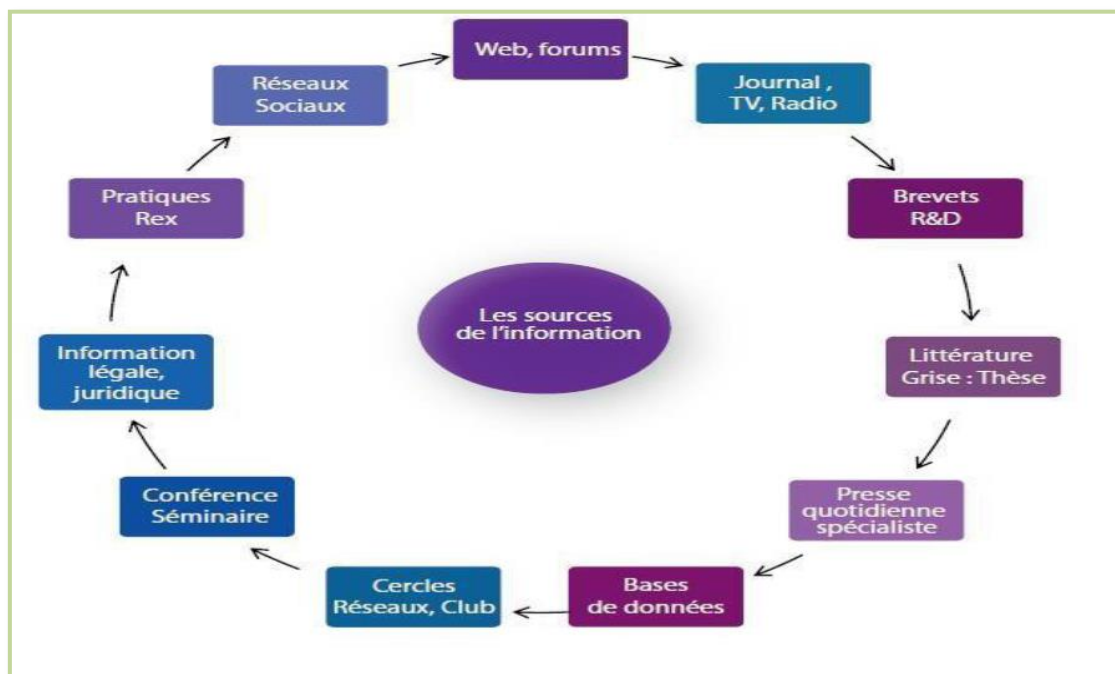 Web, forums
Journal ,
TV, Radio
Brevets
R&D
Littérature
Grise : Thèse
Presse
quotidienne
spécialiste
Bases
de données
Cercles
Réseaux, Club
Conférence
Séminaire
Information
légale,
juridique
Pratiques
Rex
Réseaux
Sociaux
Les sources
de l'information